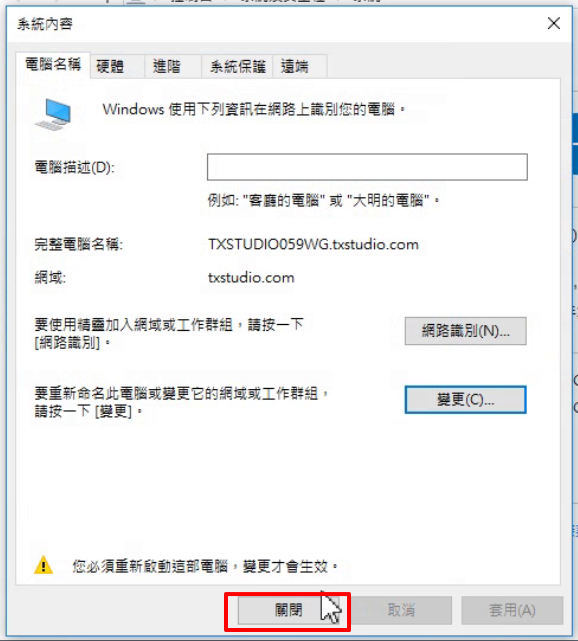 系統內容
電腦名稱 硬體 進階 系統保護 遠端
Windows 使用下列資訊在網路上識別您的電腦。
電腦描述(D):
例如: "客廳的電腦" 或 "大明的電腦"。
完整電腦名稱: TXSTUDIO059WG.txstudio.com
網域: txstudio.com
要使用精靈加入網域或工作群組，請按一下
[網路識別]。
網路識別(N)...
要重新命名此電腦或變更它的網域或工作群組，
請按一下 [變更]。
變更(C)...
您必須重新啟動這部電腦，變更才會生效。
關閉 取消 套用(A)